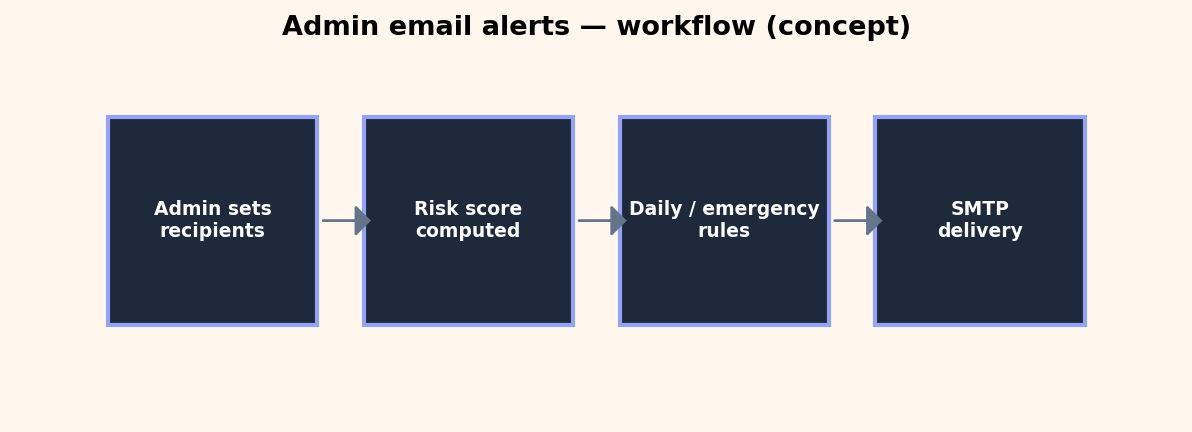 Admin email alerts — workflow (concept)
Admin sets
recipients
Risk score
computed
Daily / emergency
rules
SMTP
delivery